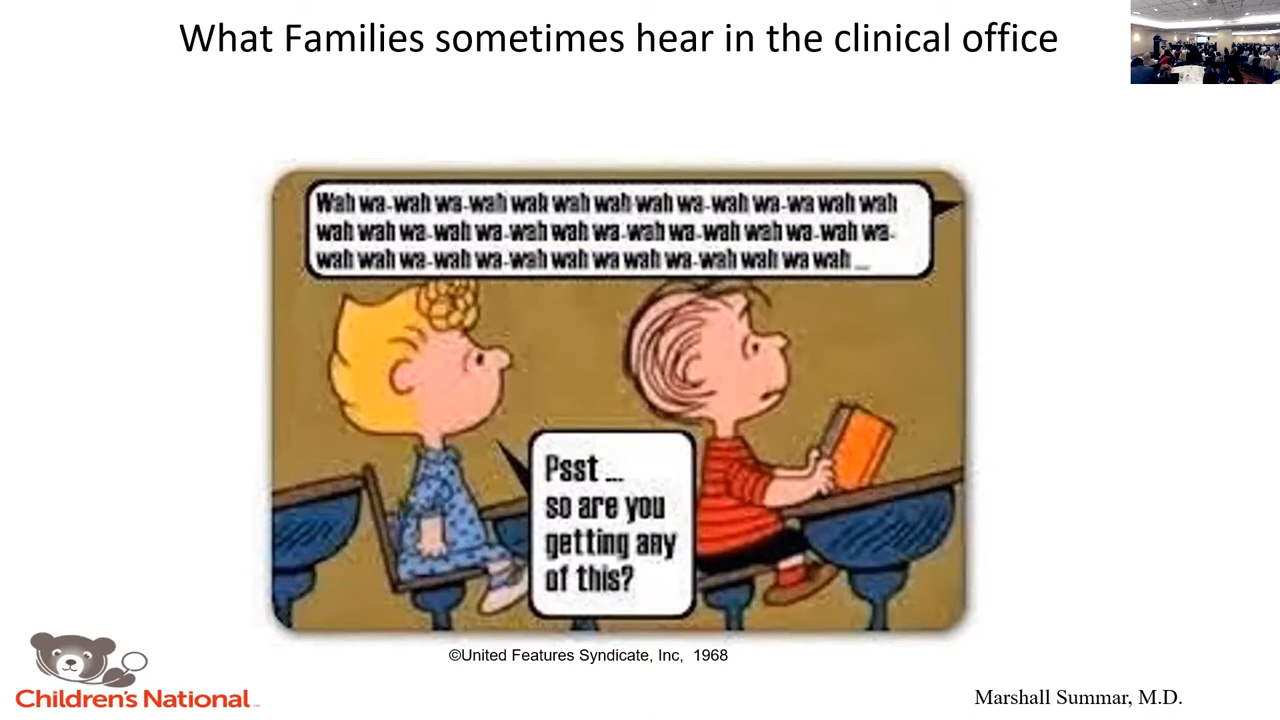 What Families sometimes hear in the clinical office
Wah wa-wah wa-wah wah wah wah wah wa-wah wa-wa wah wah
wah wah wa-wah wa-wah wah wa-wah wa-wah wah wa-wah wa-
wah wah wa-wah wa-wah wah wa wah wa-wah wah wa wah ...
Psst ...
so are you
getting any
of this?
©United Features Syndicate, Inc, 1968
Children's National
Marshall Summar, M.D.